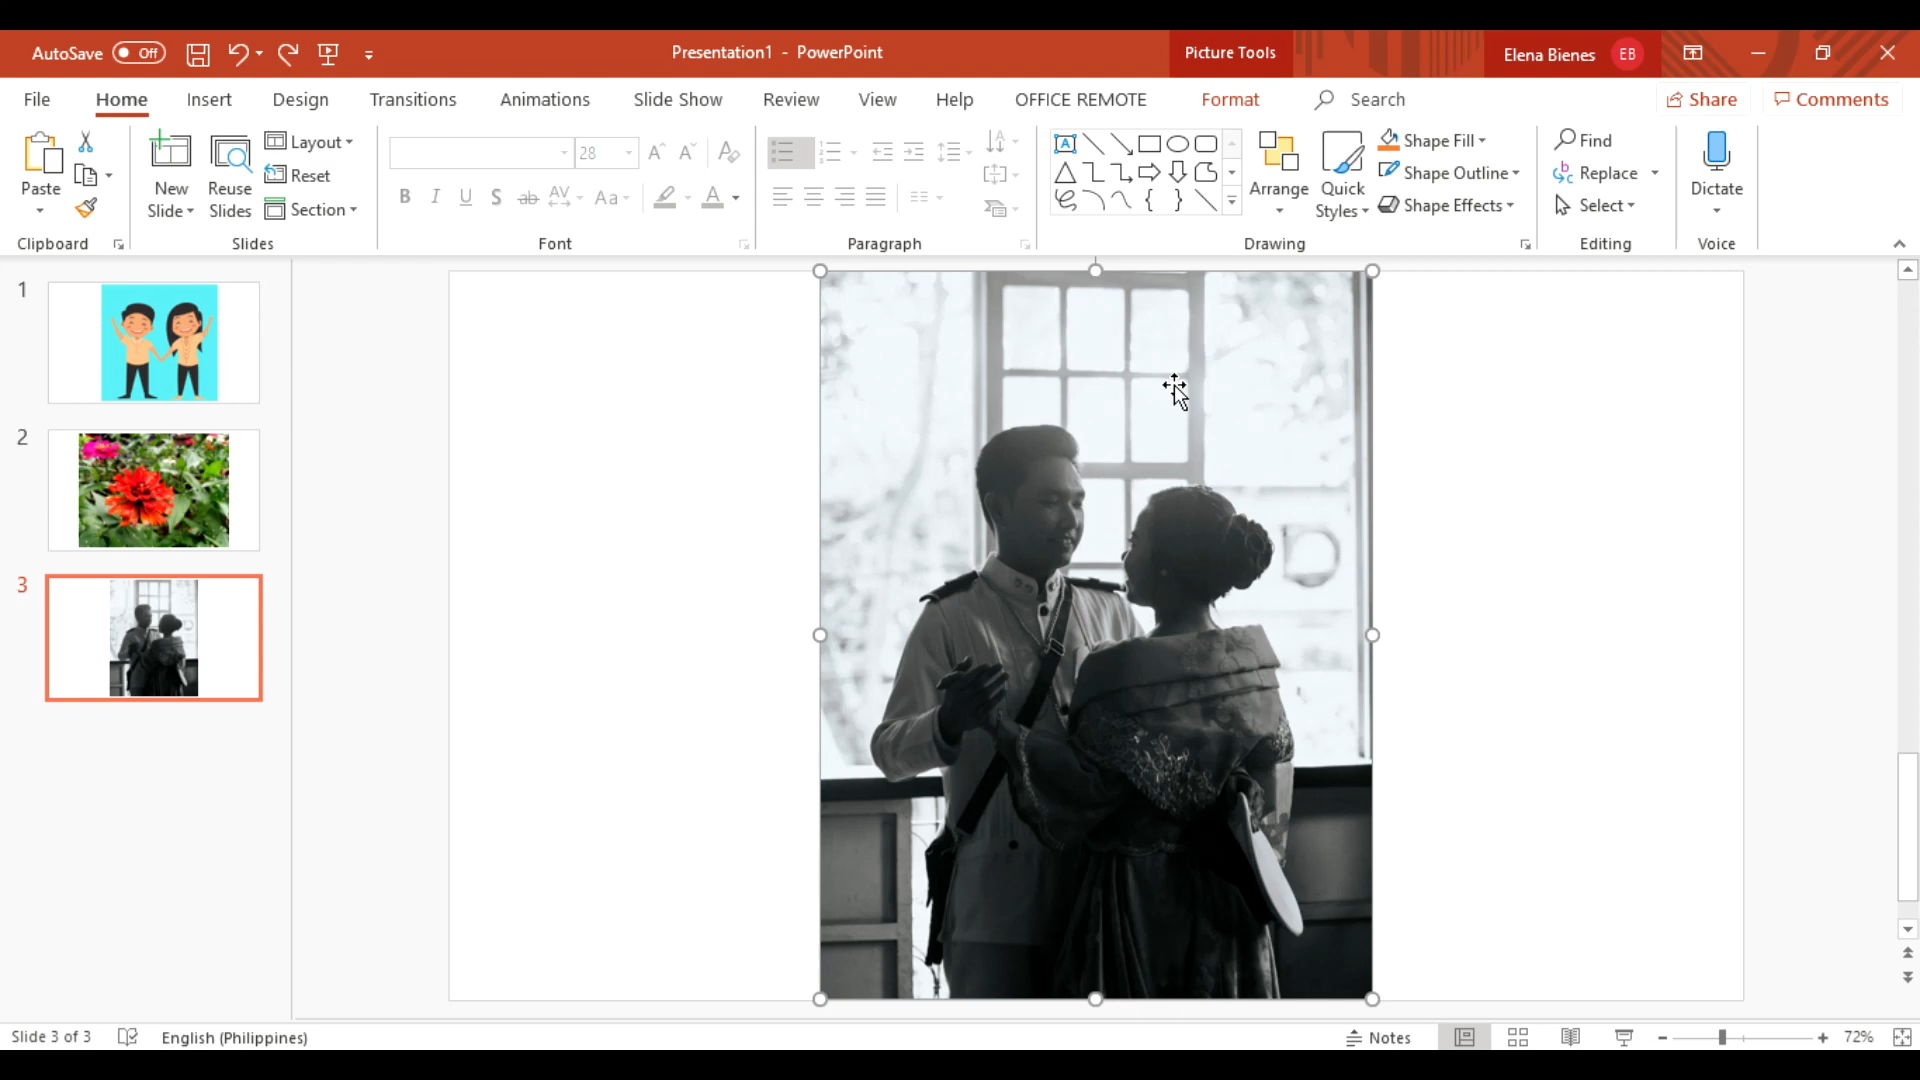 AutoSave Off
Presentation1 - PowerPoint
Picture Tools
Elena Bienes EB
File Home Insert Design Transitions Animations Slide Show Review View Help OFFICE REMOTE Format Search
Share Comments
Paste
New Slide
Reuse Slides
Layout
Reset
Section
28
A A A
B I U S ab AV Aa A
A
Arrange
Quick Styles
Shape Fill
Shape Outline
Shape Effects
Find
Replace
Select
Dictate
Clipboard Slides Font Paragraph Drawing Editing Voice
1
2
3
Slide 3 of 3 English (Philippines) Notes 72%